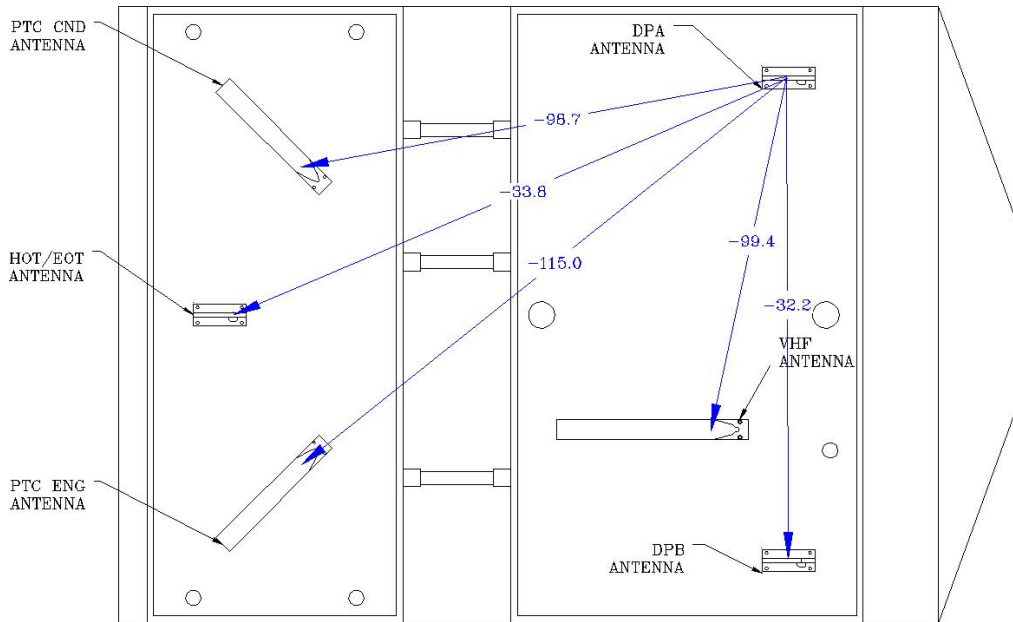 PTC CND
ANTENNA
DPA
ANTENNA
-98.7
-33.8
-99.4
HOT/EOT
ANTENNA
-115.0
-32.2
VHF
ANTENNA
PTC ENG
ANTENNA
DPB
ANTENNA